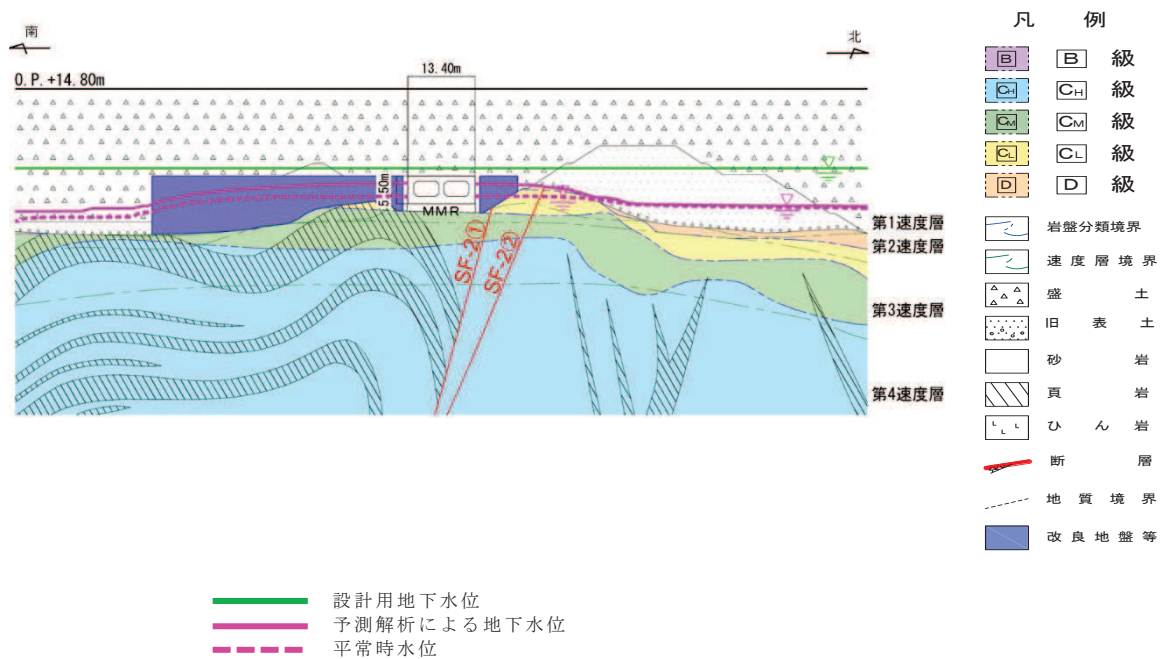 南
北
O.P.+14.80m
13.40m
5.50m
MMR
SF-2①
SF-2②
第1速度層
第2速度層
第3速度層
第4速度層
凡 例
B B 級
CH CH 級
CM CM 級
CL CL 級
D D 級
岩盤分類境界
速度層境界
盛土
旧表土
砂岩
頁岩
ひん岩
断層
地質境界
改良地盤等
設計用地下水位
予測解析による地下水位
平常時水位